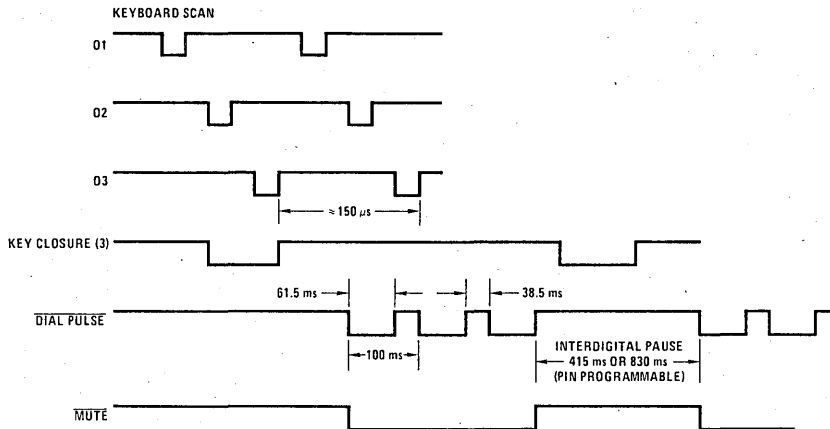 KEYBOARD SCAN
01
02
03
≈ 150 μs
KEY CLOSURE (3)
61.5 ms
38.5 ms
DIAL PULSE
100 ms
INTERDIGITAL PAUSE
415 ms OR 830 ms
(PIN PROGRAMMABLE)
MUTE